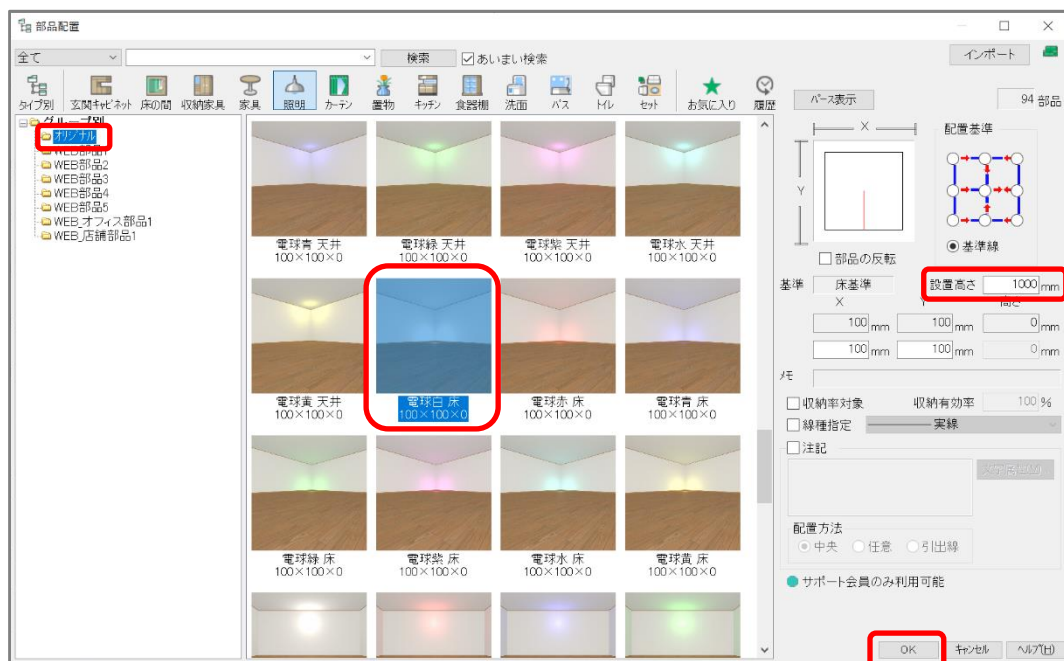 部品配置
全て
検索
あいまい検索
インポート
タイプ別
玄関キャビネット
床の間
収納家具
家具
照明
カーテン
置物
キッチン
食器棚
洗面
バス
トイレ
セット
お気に入り
履歴
パース表示
94 部品
グループ別
オリジナル
WEB部品1
WEB部品2
WEB部品3
WEB部品4
WEB部品5
WEB_オフィス部品1
WEB_店舗部品1
電球青 天井
100×100×0
電球緑 天井
100×100×0
電球紫 天井
100×100×0
電球水 天井
100×100×0
電球黄 天井
100×100×0
電球白 床
100×100×0
電球赤 床
100×100×0
電球青 床
100×100×0
電球緑 床
100×100×0
電球紫 床
100×100×0
電球水 床
100×100×0
電球黄 床
100×100×0
X
Y
部品の反転
配置基準
基準線
基準
床基準
設置高さ
1000 mm
X
Y
高さ
100 mm
100 mm
0 mm
100 mm
100 mm
0 mm
メモ
収納率対象
収納有効率
100 %
線種指定
実線
注記
配置方法
中央
任意
引出線
サポート会員のみ利用可能
OK
キャンセル
ヘルプ(H)